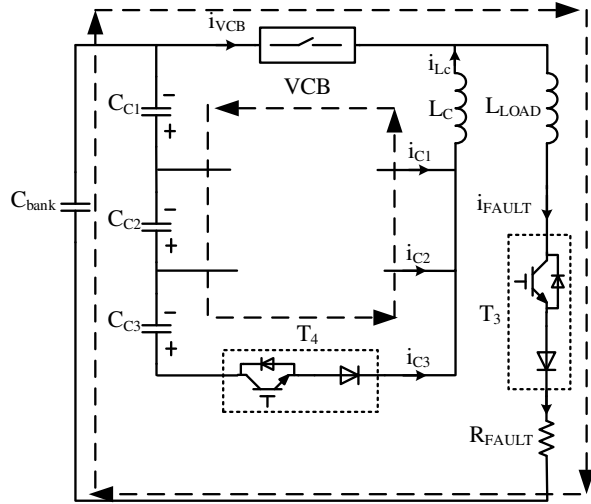 i_VCB
VCB
i_Lc
C_C1
L_C
L_LOAD
i_C1
C_bank
i_FAULT
C_C2
i_C2
T_3
C_C3
T_4
i_C3
R_FAULT